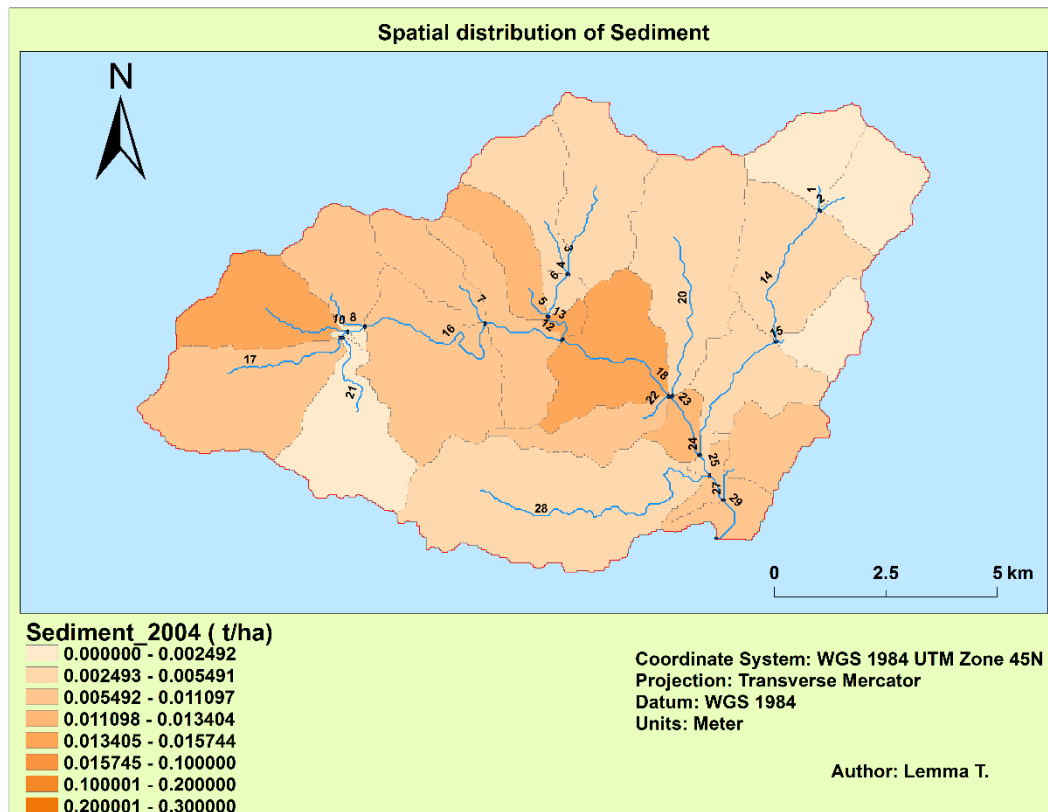 Spatial distribution of Sediment
N
1
2
3
4
6
14
5
13
7
20
10
8
12
15
16
17
18
21
22
23
24
25
27
28
29
0 2.5 5 km
Sediment_2004 ( t/ha)
0.000000 - 0.002492
0.002493 - 0.005491
0.005492 - 0.011097
0.011098 - 0.013404
0.013405 - 0.015744
0.015745 - 0.100000
0.100001 - 0.200000
0.200001 - 0.300000
Coordinate System: WGS 1984 UTM Zone 45N
Projection: Transverse Mercator
Datum: WGS 1984
Units: Meter
Author: Lemma T.